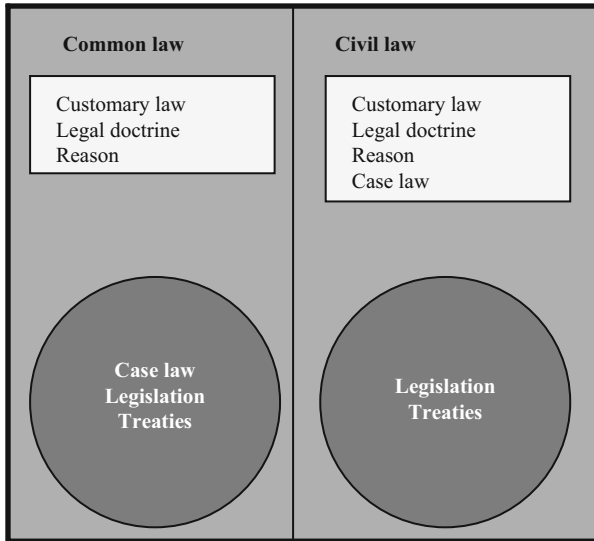 Common law
Customary law
Legal doctrine
Reason
Case law
Legislation
Treaties
Civil law
Customary law
Legal doctrine
Reason
Case law
Legislation
Treaties